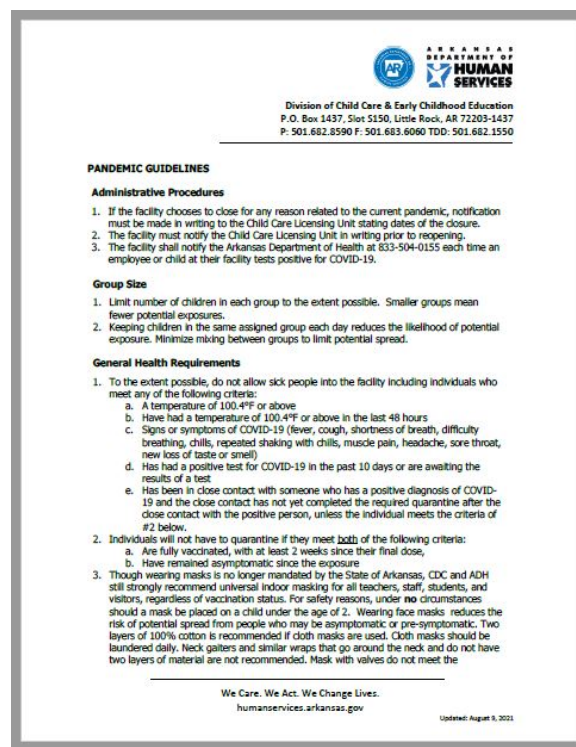 ARKANSAS
DEPARTMENT OF
HUMAN
SERVICES
AR
Division of Child Care & Early Childhood Education
P.O. Box 1437, Slot S150, Little Rock, AR 72203-1437
P: 501.682.8590 F: 501.683.6060 TDD: 501.682.1550
PANDEMIC GUIDELINES
Administrative Procedures
1. If the facility chooses to close for any reason related to the current pandemic, notification
must be made in writing to the Child Care Licensing Unit stating dates of the closure.
2. The facility must notify the Child Care Licensing Unit in writing prior to reopening.
3. The facility shall notify the Arkansas Department of Health at 833-504-0155 each time an
employee or child at their facility tests positive for COVID-19.
Group Size
1. Limit number of children in each group to the extent possible. Smaller groups mean
fewer potential exposures.
2. Keeping children in the same assigned group each day reduces the likelihood of potential
exposure. Minimize mixing between groups to limit potential spread.
General Health Requirements
1. To the extent possible, do not allow sick people into the facility including individuals who
meet any of the following criteria:
a. A temperature of 100.4°F or above
b. Have had a temperature of 100.4°F or above in the last 48 hours
c. Signs or symptoms of COVID-19 (fever, cough, shortness of breath, difficulty
breathing, chills, repeated shaking with chills, muscle pain, headache, sore throat,
new loss of taste or smell)
d. Has had a positive test for COVID-19 in the past 10 days or are awaiting the
results of a test
e. Has been in close contact with someone who has a positive diagnosis of COVID-
19 and the close contact has not yet completed the required quarantine after the
close contact with the positive person, unless the individual meets the criteria of
#2 below.
2. Individuals will not have to quarantine if they meet both of the following criteria:
a. Are fully vaccinated, with at least 2 weeks since their final dose,
b. Have remained asymptomatic since the exposure
3. Though wearing masks is no longer mandated by the State of Arkansas, CDC and ADH
still strongly recommend universal indoor masking for all teachers, staff, students, and
visitors, regardless of vaccination status. For safety reasons, under no circumstances
should a mask be placed on a child under the age of 2. Wearing face masks reduces the
risk of potential spread from people who may be asymptomatic or pre-symptomatic. Two
layers of 100% cotton is recommended if cloth masks are used. Cloth masks should be
laundered daily. Neck gaiters and similar wraps that go around the neck and do not have
two layers of material are not recommended. Mask with valves do not meet the
We Care. We Act. We Change Lives.
humanservices.arkansas.gov
Updated: August 9, 2021